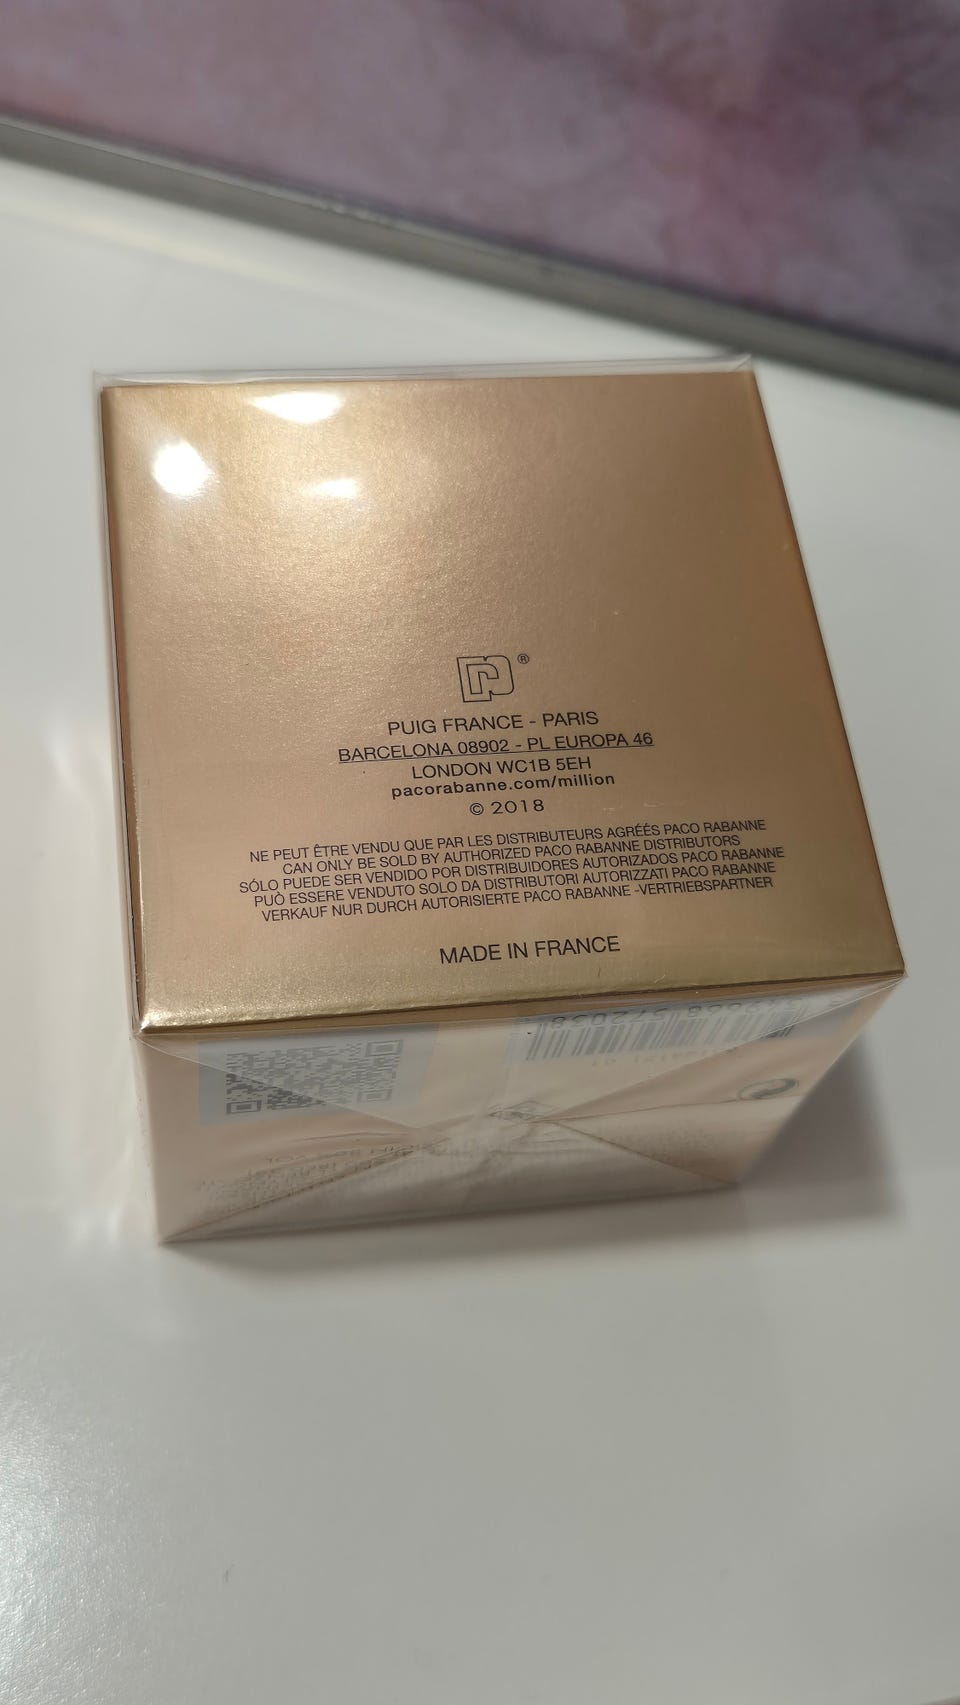 ®
PUIG FRANCE - PARIS
BARCELONA 08902 - PL EUROPA 46
LONDON WC1B 5EH
pacorabanne.com/million
© 2018
NE PEUT ÊTRE VENDU QUE PAR LES DISTRIBUTEURS AGRÉÉS PACO RABANNE
CAN ONLY BE SOLD BY AUTHORIZED PACO RABANNE DISTRIBUTORS
SÓLO PUEDE SER VENDIDO POR DISTRIBUIDORES AUTORIZADOS PACO RABANNE
PUÒ ESSERE VENDUTO SOLO DA DISTRIBUTORI AUTORIZZATI PACO RABANNE
VERKAUF NUR DURCH AUTORISIERTE PACO RABANNE -VERTRIEBSPARTNER
MADE IN FRANCE